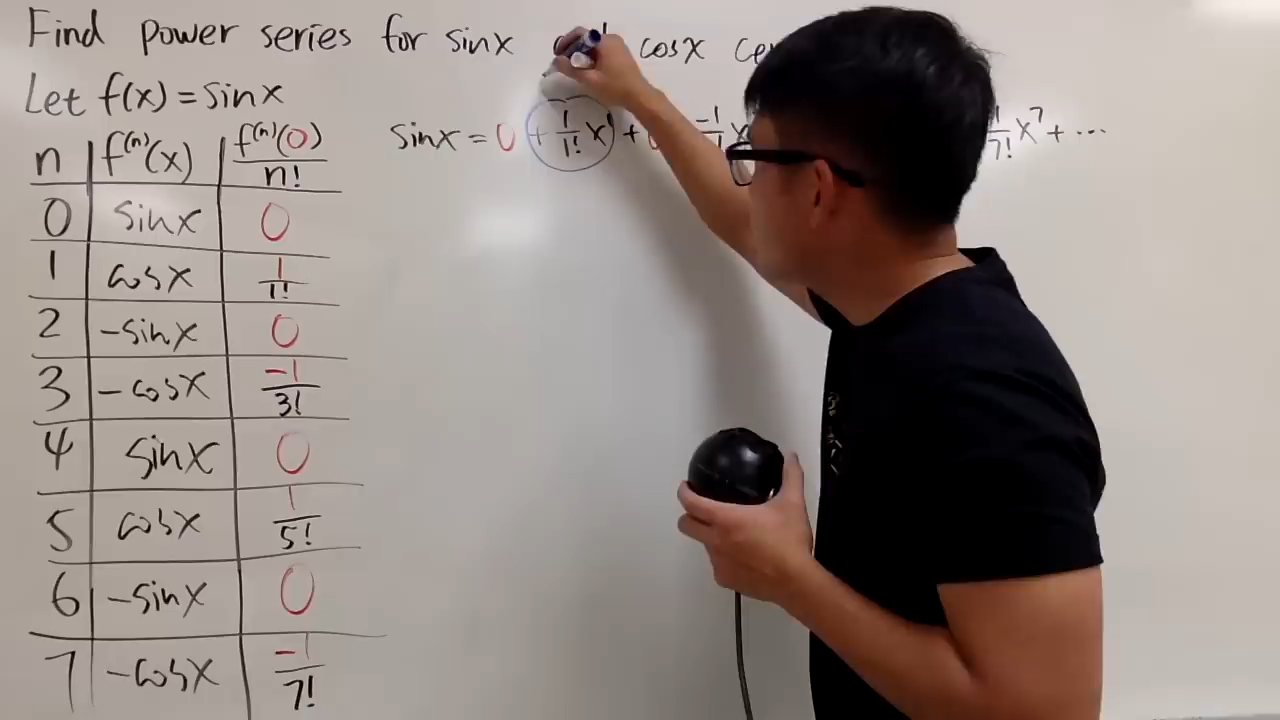 Find power series for sinx cosx
Let f(x) = sinx
sinx = 0 + 1/1! x¹ + -1/ x 1/7! x⁷ + ...
n | f⁽ⁿ⁾(x) | f⁽ⁿ⁾(0)/n!
0 | sinx | 0
1 | cosx | 1/1!
2 | -sinx | 0
3 | -cosx | -1/3!
4 | sinx | 0
5 | cosx | 1/5!
6 | -sinx | 0
7 | -cosx | -1/7!